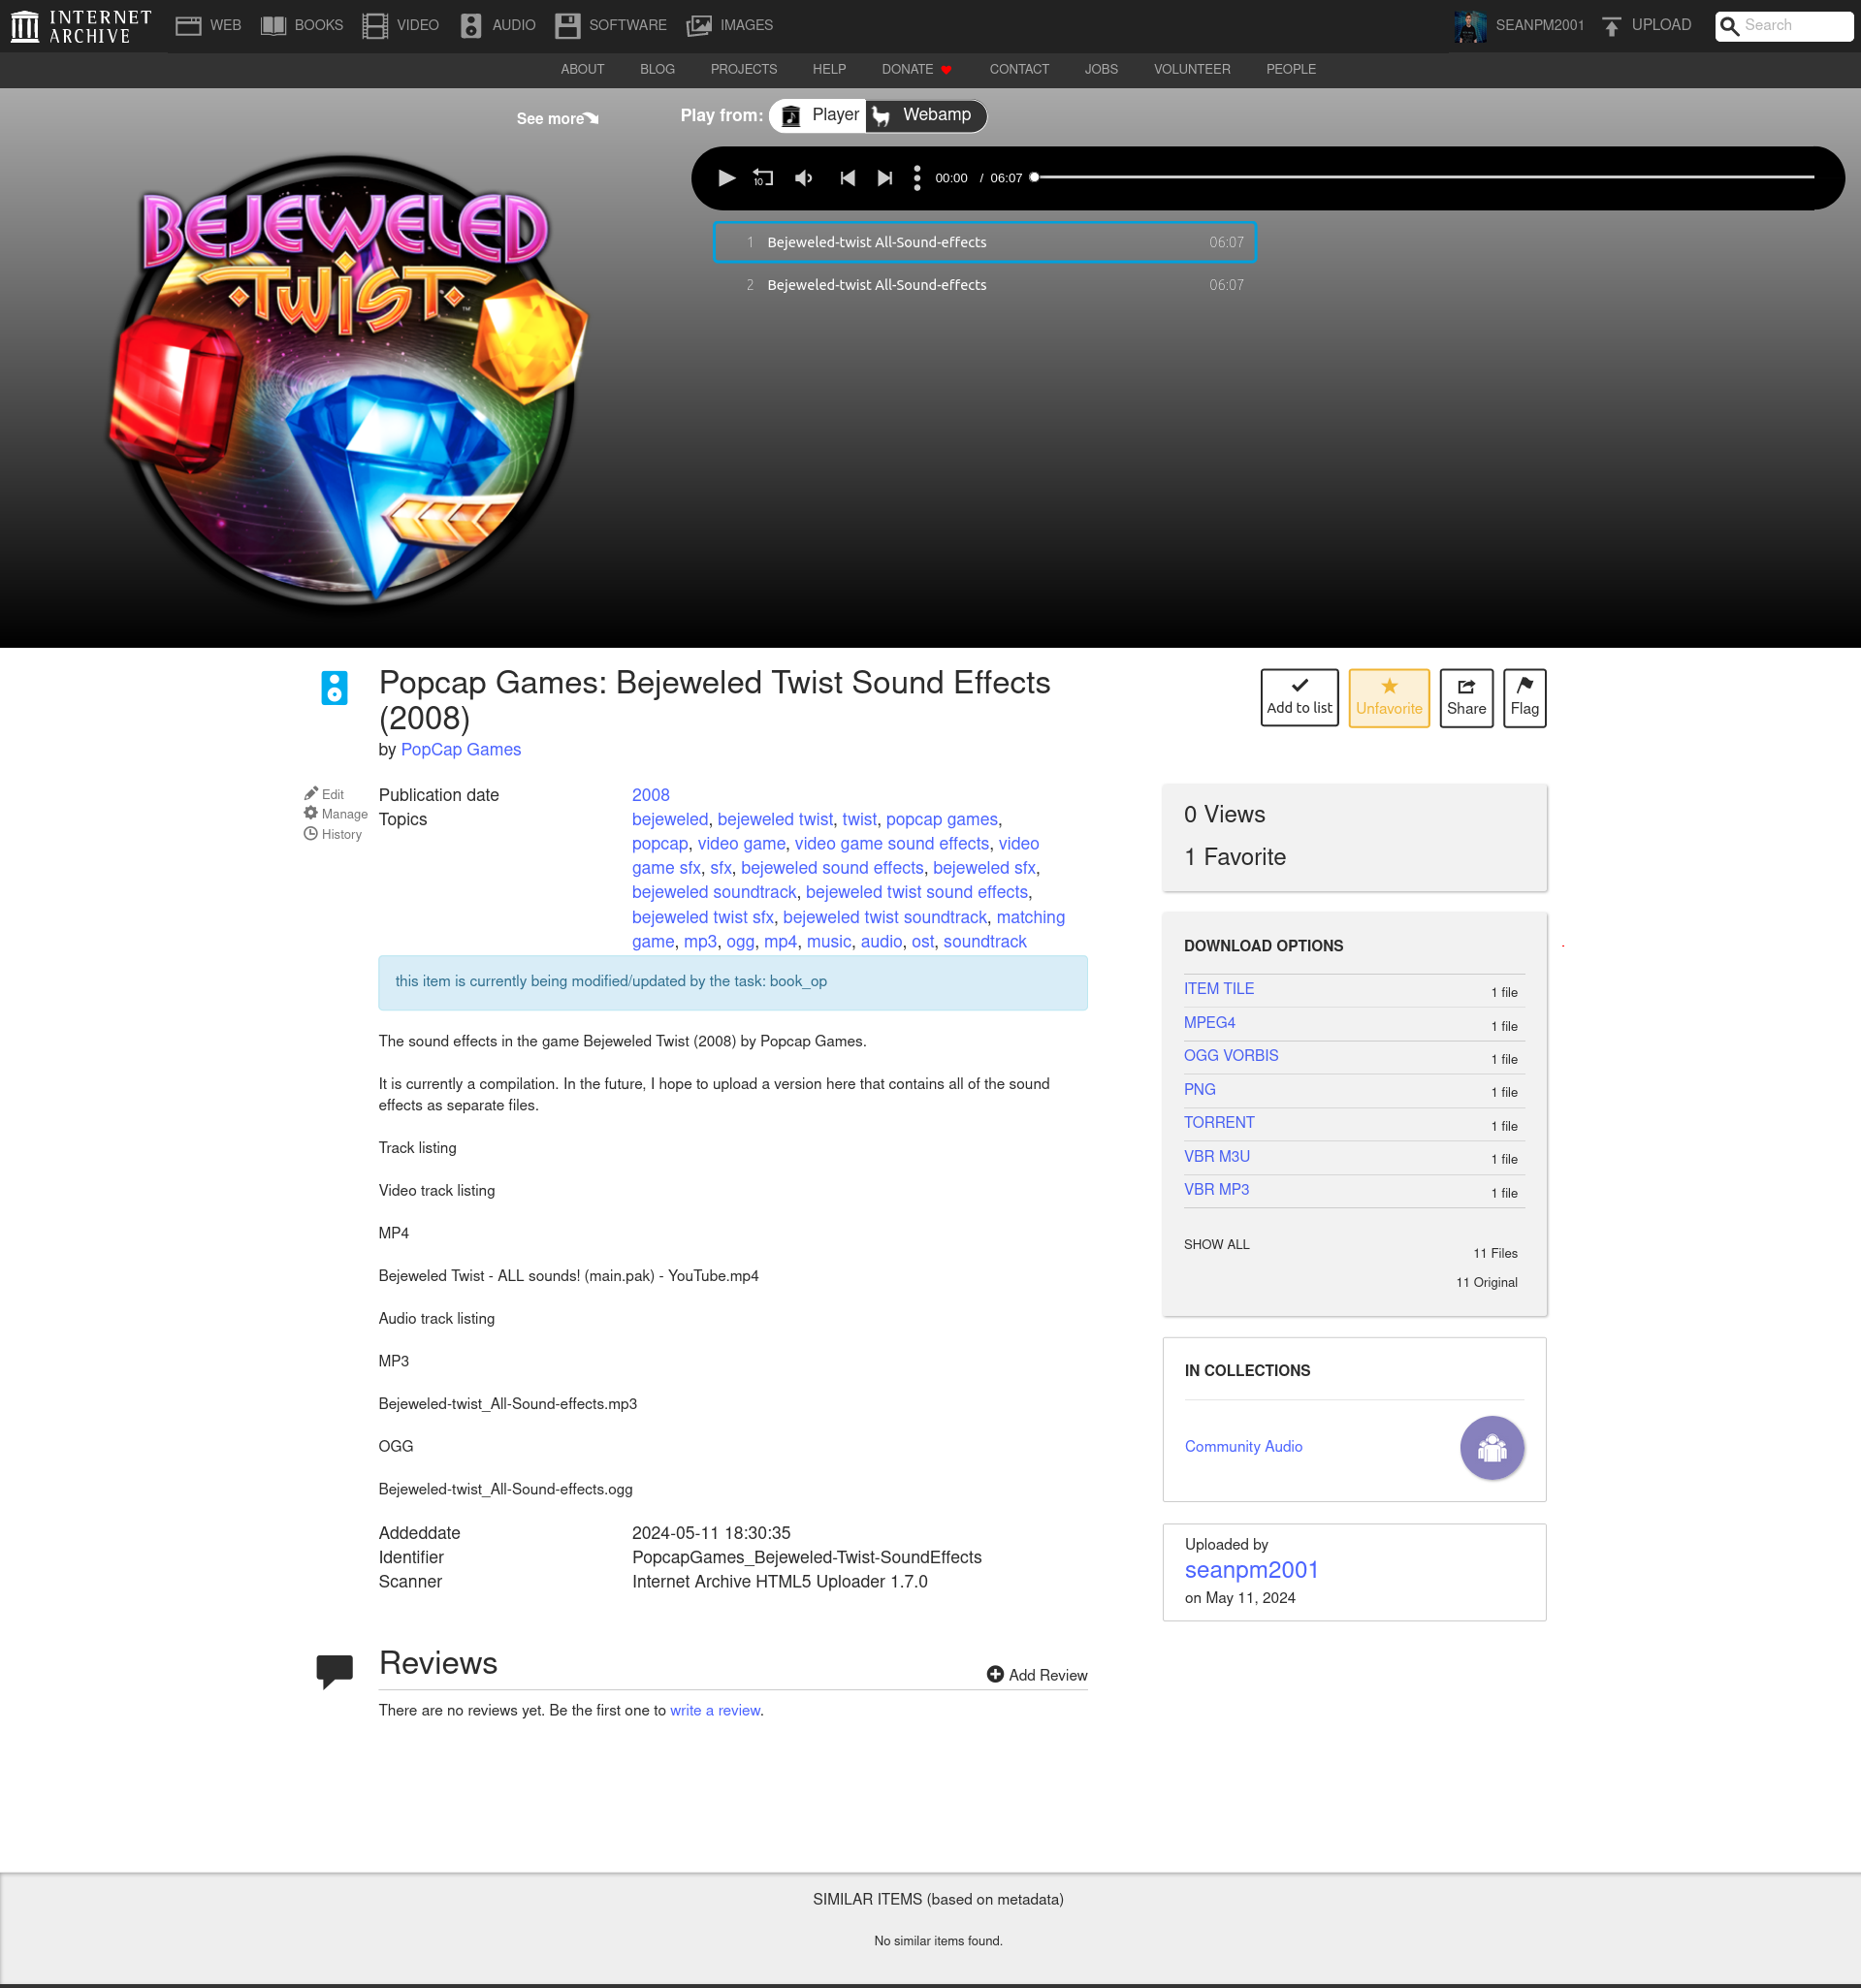 INTERNET ARCHIVE
WEB BOOKS VIDEO AUDIO SOFTWARE IMAGES SEANPM2001 UPLOAD Search
ABOUT BLOG PROJECTS HELP DONATE CONTACT JOBS VOLUNTEER PEOPLE
See more
Play from: Player Webamp
BEJEWELED
TWIST
™
10 00:00 / 06:07
1 Bejeweled-twist All-Sound-effects 06:07
2 Bejeweled-twist All-Sound-effects 06:07
Popcap Games: Bejeweled Twist Sound Effects
(2008)
by PopCap Games
Add to list Unfavorite Share Flag
Edit
Manage
History
Publication date 2008
Topics bejeweled, bejeweled twist, twist, popcap games,
popcap, video game, video game sound effects, video
game sfx, sfx, bejeweled sound effects, bejeweled sfx,
bejeweled soundtrack, bejeweled twist sound effects,
bejeweled twist sfx, bejeweled twist soundtrack, matching
game, mp3, ogg, mp4, music, audio, ost, soundtrack
this item is currently being modified/updated by the task: book_op
The sound effects in the game Bejeweled Twist (2008) by Popcap Games.
It is currently a compilation. In the future, I hope to upload a version here that contains all of the sound
effects as separate files.
Track listing
Video track listing
MP4
Bejeweled Twist - ALL sounds! (main.pak) - YouTube.mp4
Audio track listing
MP3
Bejeweled-twist_All-Sound-effects.mp3
OGG
Bejeweled-twist_All-Sound-effects.ogg
Addeddate 2024-05-11 18:30:35
Identifier PopcapGames_Bejeweled-Twist-SoundEffects
Scanner Internet Archive HTML5 Uploader 1.7.0
0 Views
1 Favorite
DOWNLOAD OPTIONS
ITEM TILE 1 file
MPEG4 1 file
OGG VORBIS 1 file
PNG 1 file
TORRENT 1 file
VBR M3U 1 file
VBR MP3 1 file
SHOW ALL 11 Files
11 Original
IN COLLECTIONS
Community Audio
Uploaded by
seanpm2001
on May 11, 2024
Reviews
Add Review
There are no reviews yet. Be the first one to write a review.
SIMILAR ITEMS (based on metadata)
No similar items found.